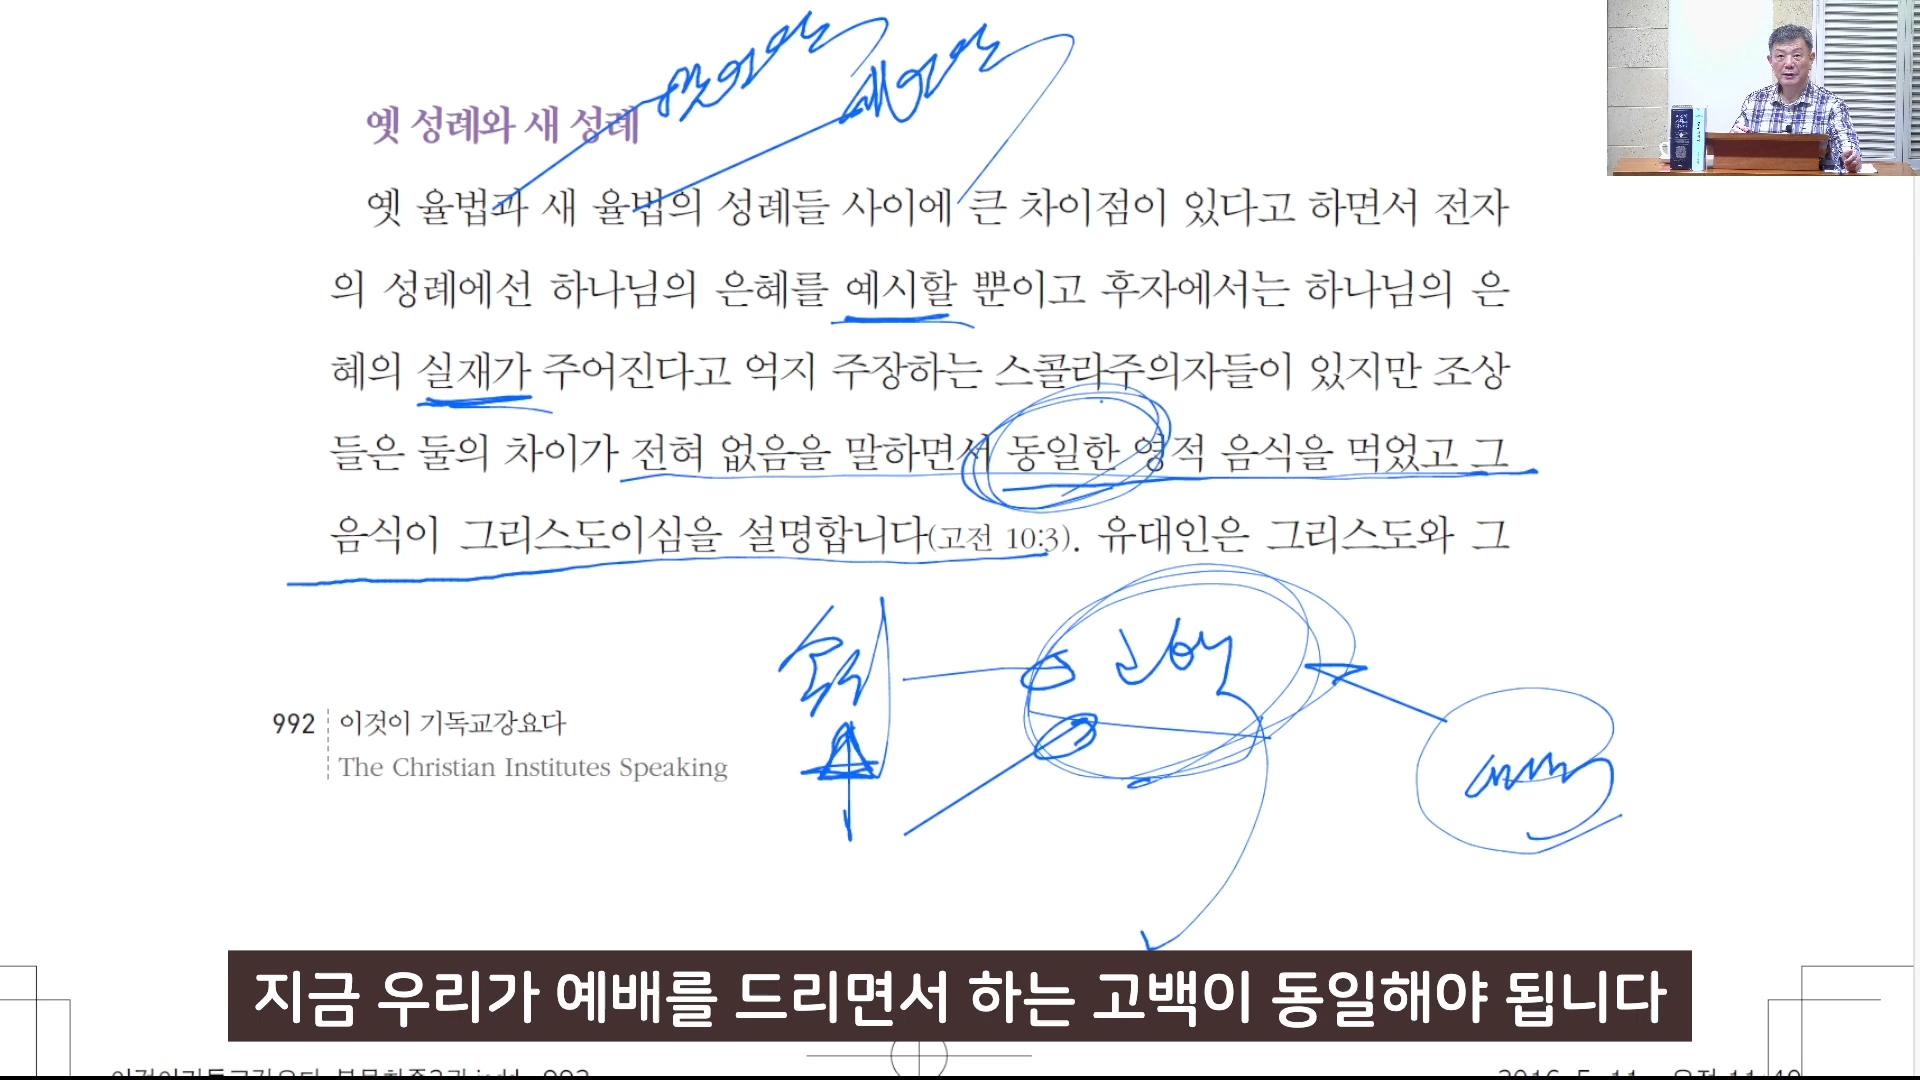 옛 성례와 새 성례
옛언약
새언약
옛 율법과 새 율법의 성례들 사이에 큰 차이점이 있다고 하면서 전자
의 성례에선 하나님의 은혜를 예시할 뿐이고 후자에서는 하나님의 은
혜의 실재가 주어진다고 억지 주장하는 스콜라주의자들이 있지만 조상
들은 둘의 차이가 전혀 없음을 말하면서 동일한 영적 음식을 먹었고 그
음식이 그리스도이심을 설명합니다(고전 10:3). 유대인은 그리스도와 그
992 이것이 기독교강요다
The Christian Institutes Speaking
지금 우리가 예배를 드리면서 하는 고백이 동일해야 됩니다